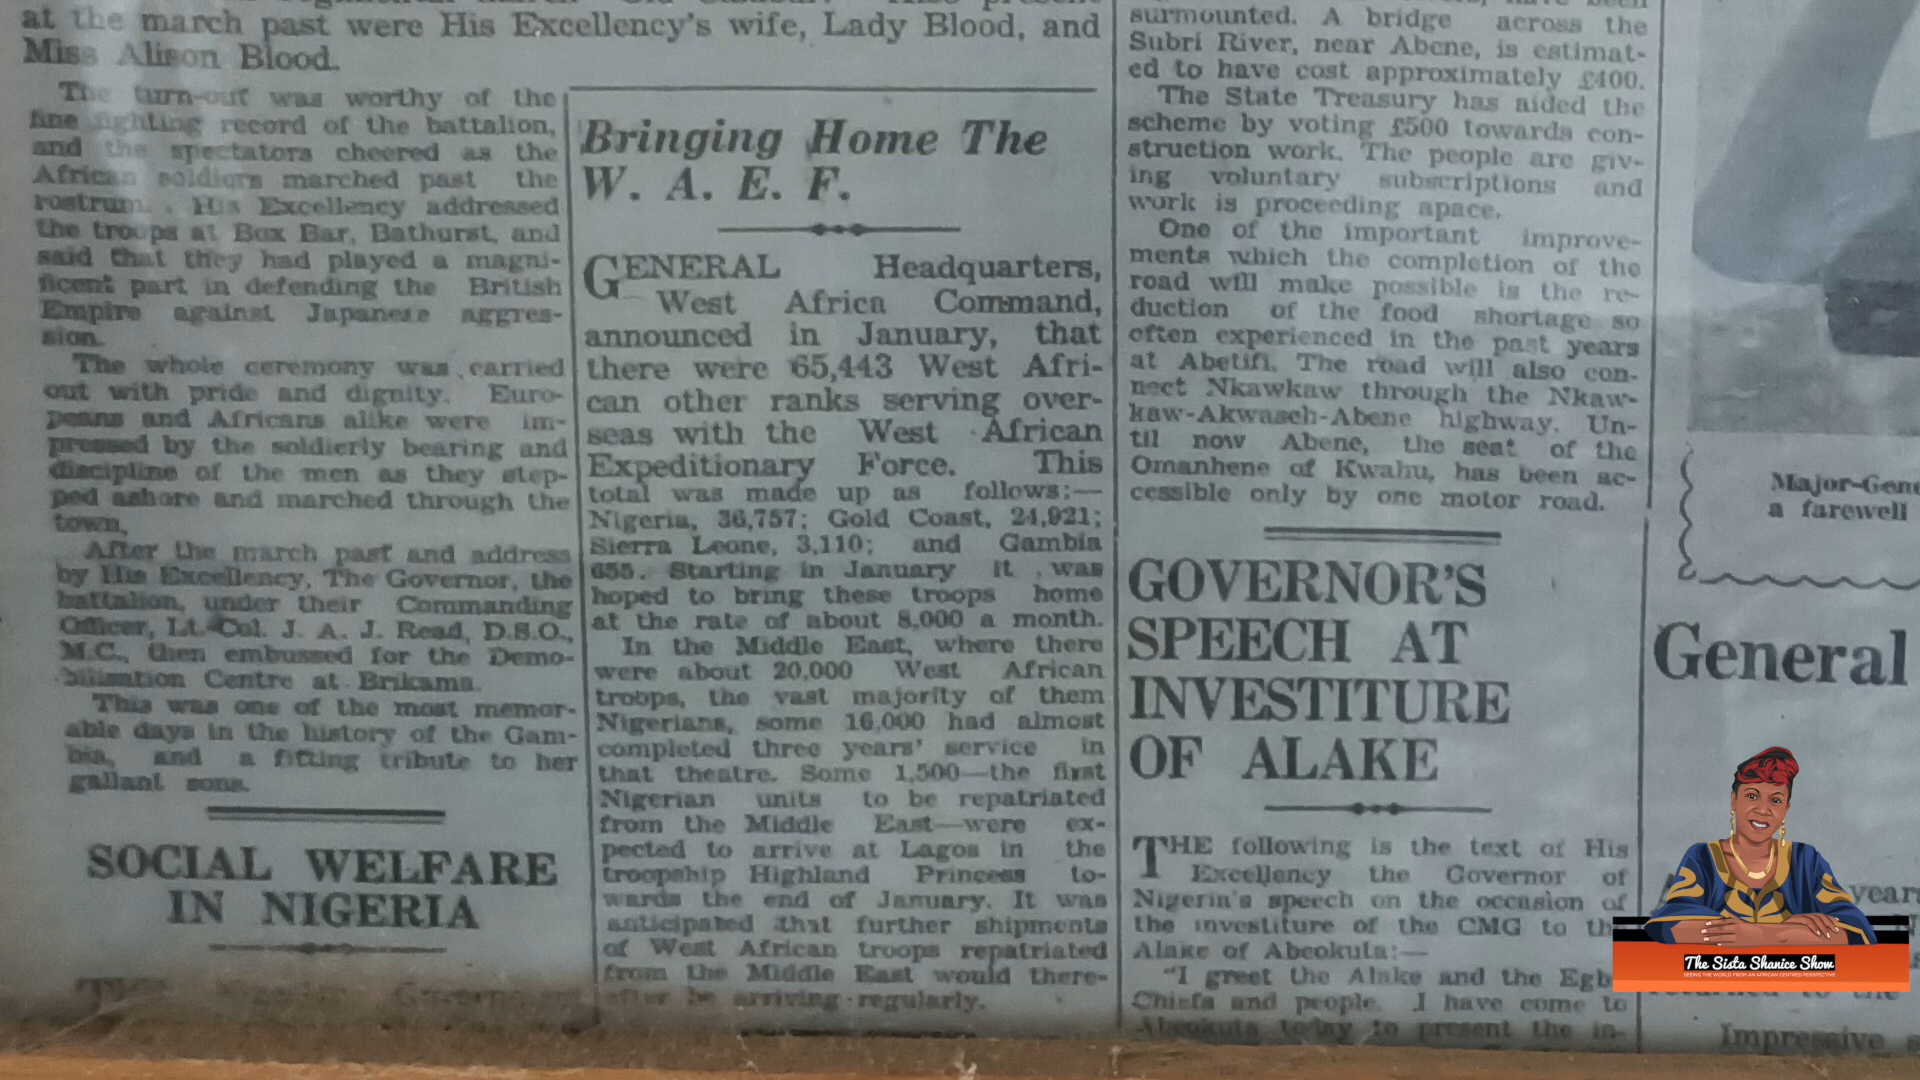 at the march past were His Excellency's wife, Lady Blood, and
Miss Alison Blood.
The turn-out was worthy of the
fine fighting record of the battalion,
and the spectators cheered as the
African soldiers marched past the
rostrum. His Excellency addressed
the troops at Box Bar, Bathurst, and
said that they had played a magni-
ficent part in defending the British
Empire against Japanese aggres-
sion.
The whole ceremony was carried
out with pride and dignity. Euro-
peans and Africans alike were im-
pressed by the soldierly bearing and
discipline of the men as they step-
ped ashore and marched through the
town.
After the march past and address
by His Excellency, The Governor, the
battalion, under their Commanding
Officer, Lt. Col. J. A. J. Read, D.S.O.,
M.C., then embussed for the Demo-
bilisation Centre at Brikama.
This was one of the most memor-
able days in the history of the Gam-
bia, and a fitting tribute to her
gallant sons.
SOCIAL WELFARE
IN NIGERIA
Bringing Home The
W. A. E. F.
GENERAL Headquarters,
West Africa Command,
announced in January, that
there were 65,443 West Afri-
can other ranks serving over-
seas with the West African
Expeditionary Force. This
total was made up as follows:—
Nigeria, 36,757; Gold Coast, 24,921;
Sierra Leone, 3,110; and Gambia
655. Starting in January it was
hoped to bring these troops home
at the rate of about 8,000 a month.
In the Middle East, where there
were about 20,000 West African
troops, the vast majority of them
Nigerians, some 16,000 had almost
completed three years' service in
that theatre. Some 1,500—the first
Nigerian units to be repatriated
from the Middle East—were ex-
pected to arrive at Lagos in the
troopship Highland Princess to-
wards the end of January. It was
anticipated that further shipments
of West African troops repatriated
from the Middle East would there-
after be arriving regularly.
surmounted. A bridge across the
Subri River, near Abene, is estimat-
ed to have cost approximately £400.
The State Treasury has aided the
scheme by voting £500 towards con-
struction work. The people are giv-
ing voluntary subscriptions and
work is proceeding apace.
One of the important improve-
ments which the completion of the
road will make possible is the re-
duction of the food shortage so
often experienced in the past years
at Abetifi. The road will also con-
nect Nkawkaw through the Nkaw-
kaw-Akwaseh-Abene highway. Un-
til now Abene, the seat of the
Omanhene of Kwahu, has been ac-
cessible only by one motor road.
GOVERNOR'S
SPEECH AT
INVESTITURE
OF ALAKE
THE following is the text of His
Excellency the Governor of
Nigeria's speech on the occasion of
the investiture of the CMG to the
Alake of Abeokuta:—
"I greet the Alake and the Egb
Chiefs and people. I have come to
Abeokuta today to present the in-
Major-Gene
a farewell
General
year
Impressive s
The Sista Shanice Show
SEEING THE WORLD FROM AN AFRICAN CENTRED PERSPECTIVE